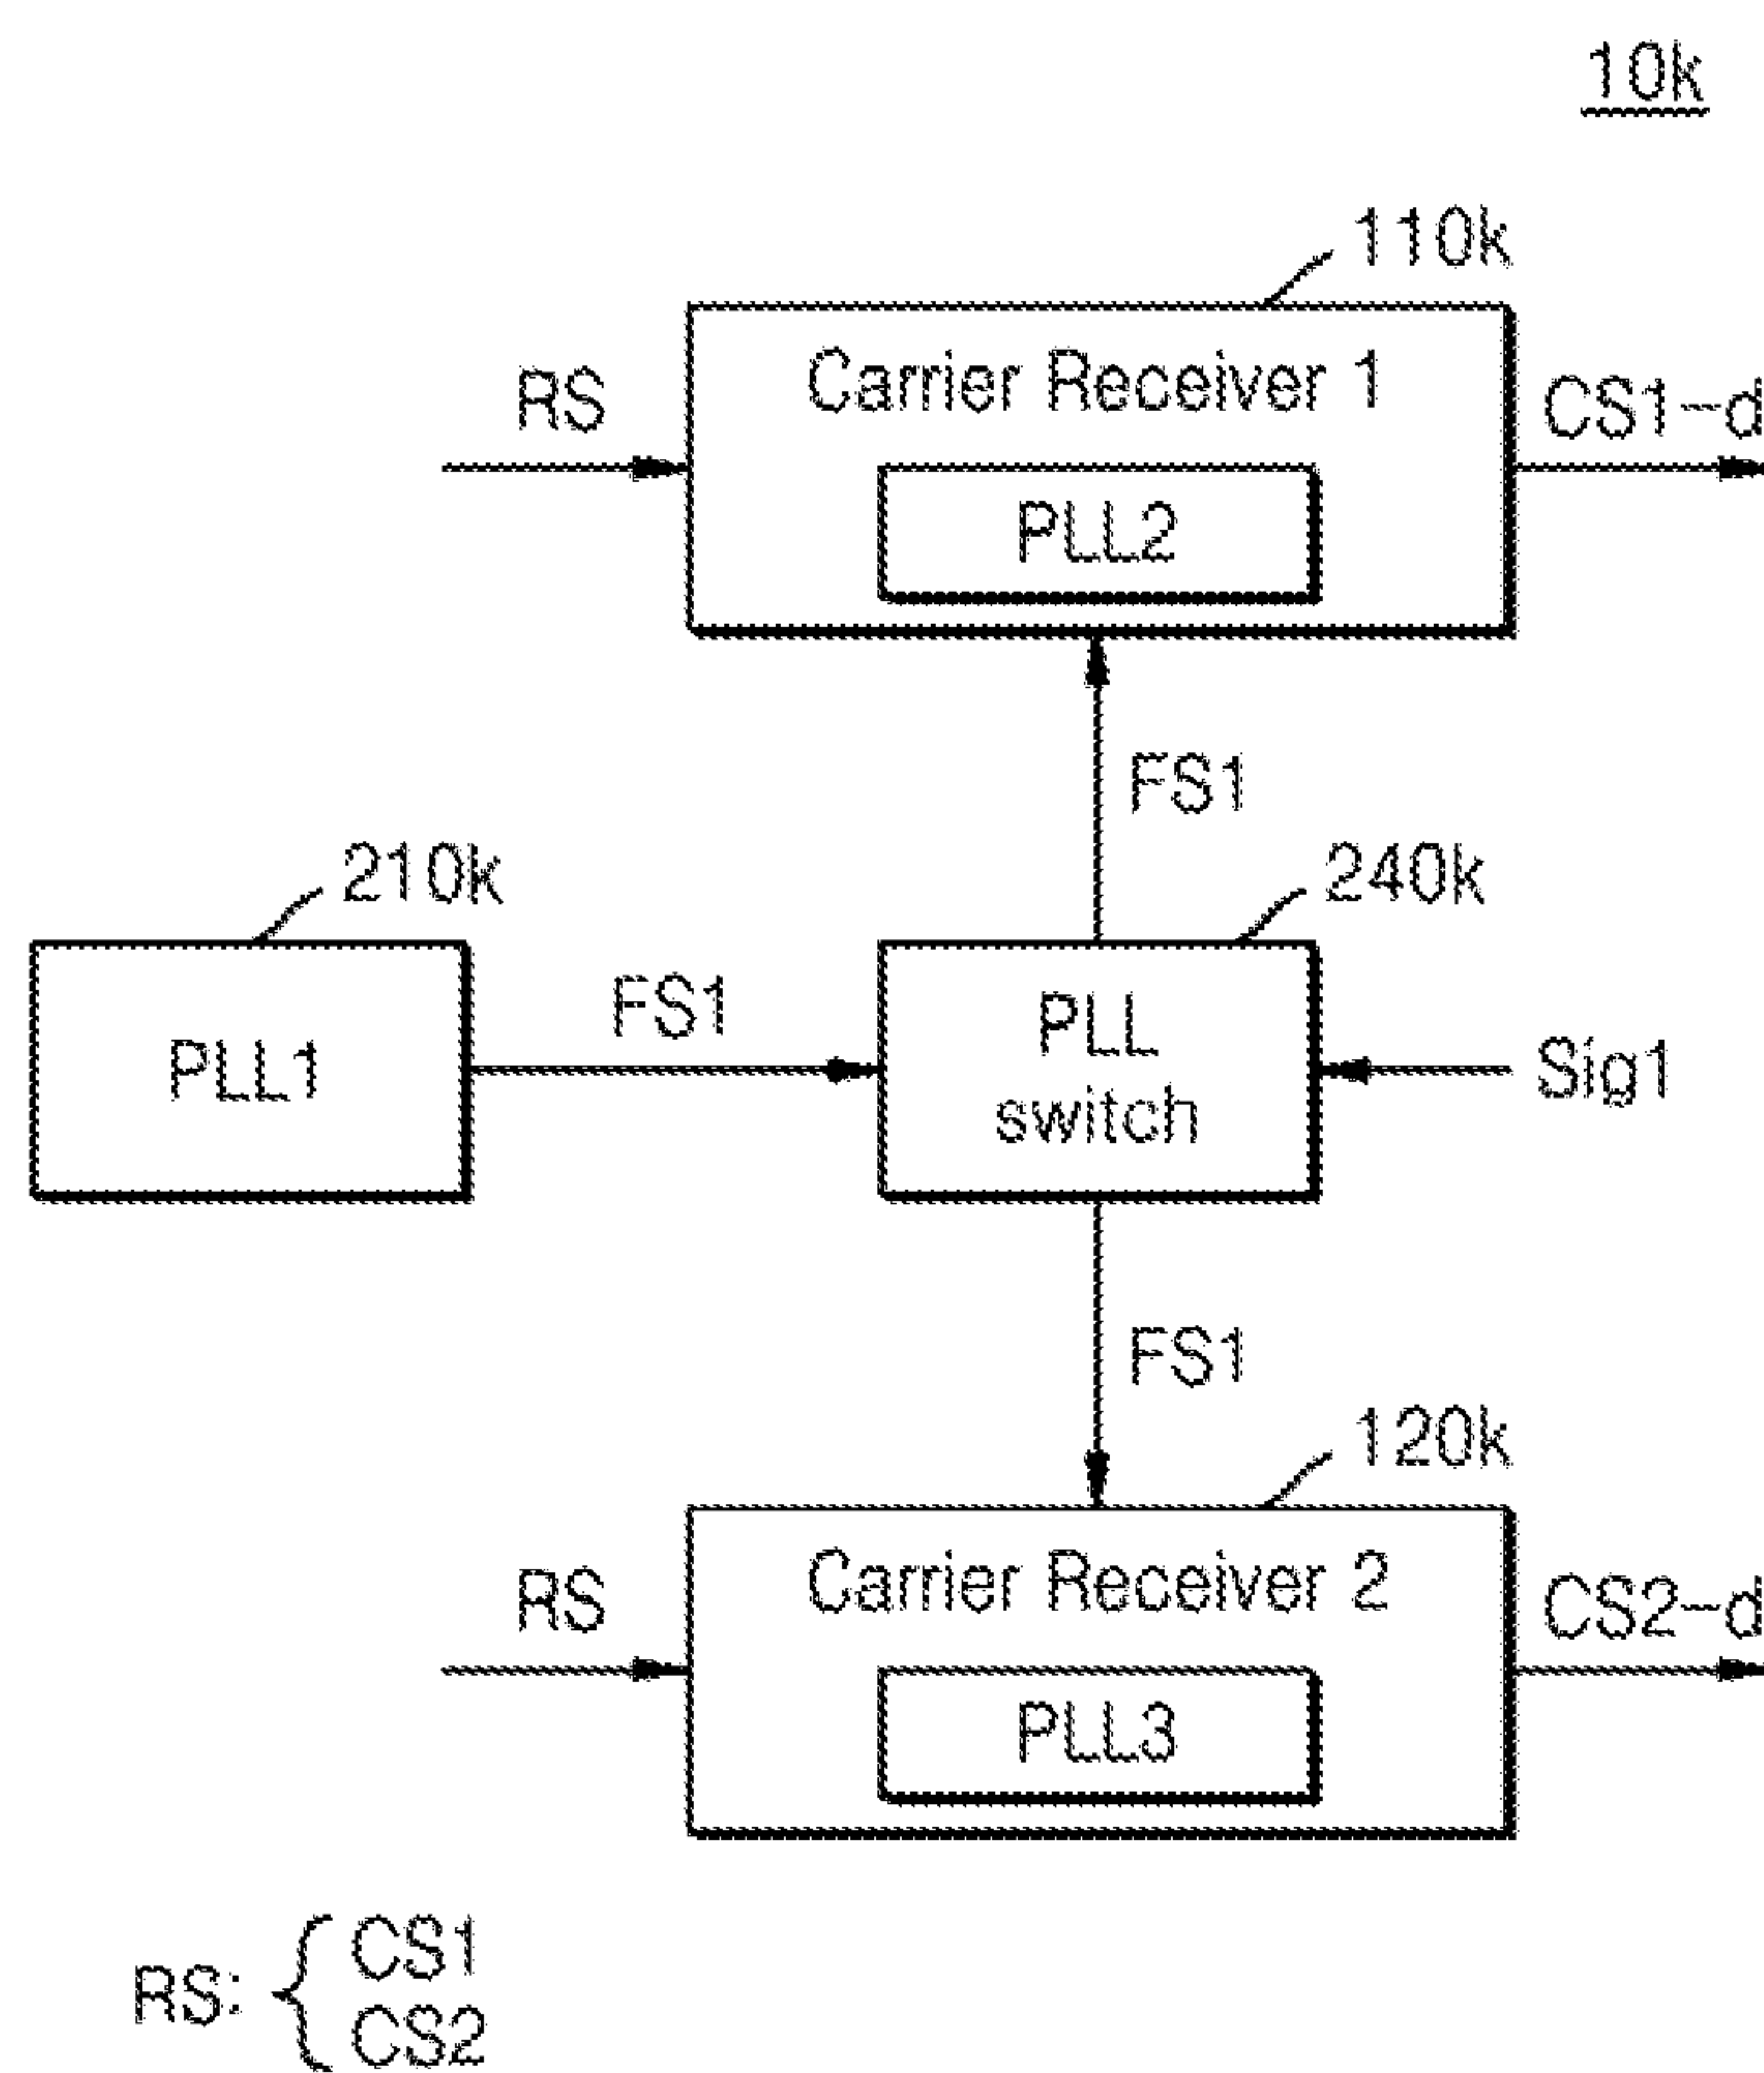 10k
110k
Carrier Receiver 1
RS
CS1-d
PLL2
FS1
210k
240k
PLL1
FS1
PLL
switch
Sig1
FS1
120k
Carrier Receiver 2
RS
CS2-d
PLL3
RS: { CS1
CS2